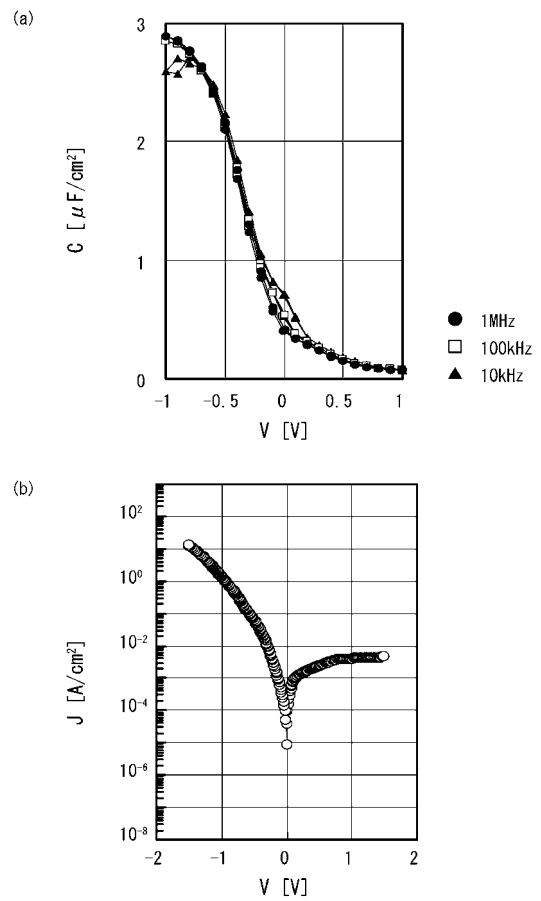 (a)
3
2
1
0
C [μF/cm²]
-1
-0.5
0
0.5
1
V [V]
● 1MHz
□ 100kHz
▲ 10kHz
(b)
10²
10⁰
10⁻²
10⁻⁴
10⁻⁶
10⁻⁸
J [A/cm²]
-2
-1
0
1
2
V [V]